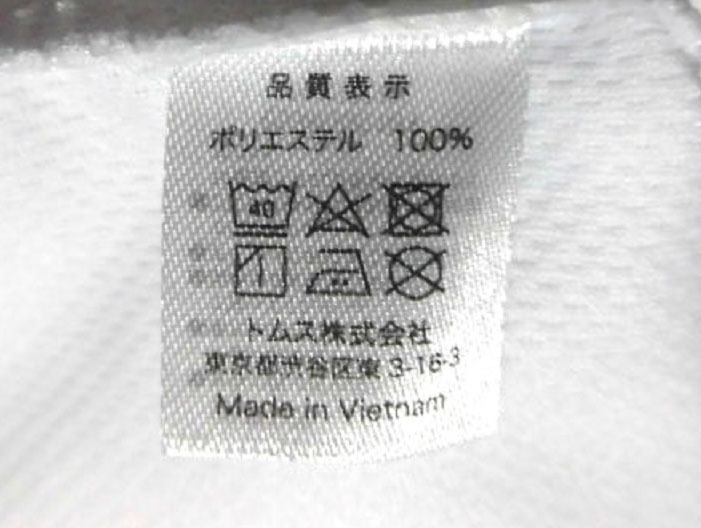 品質表示
ポリエステル 100%
40
トムス株式会社
東京都渋谷区東 3-16-3
Made in Vietnam